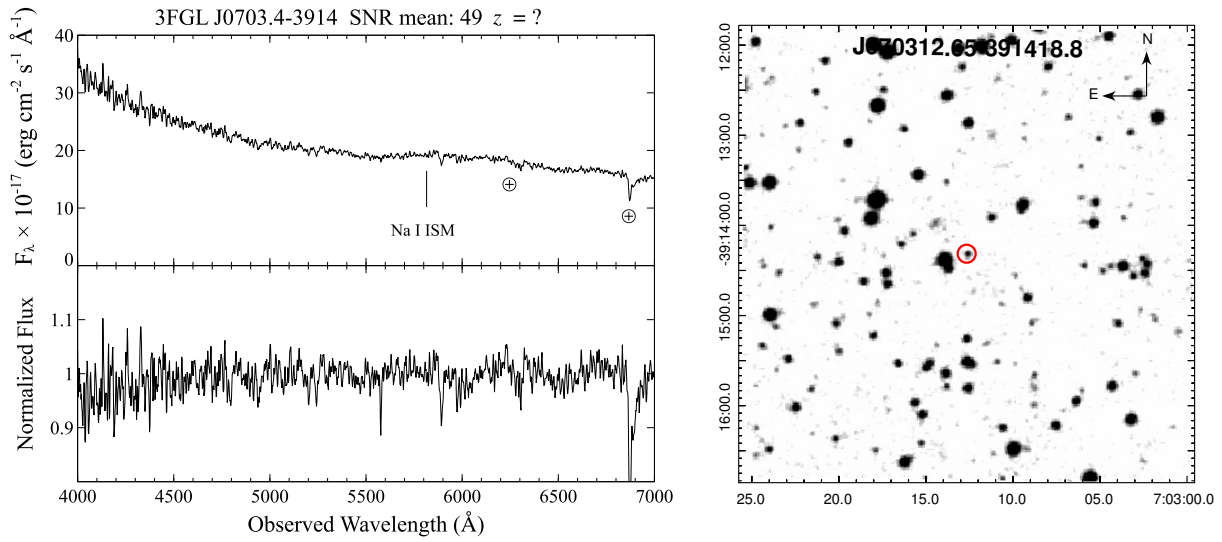 3FGL J0703.4-3914 SNR mean: 49 z = ?
F_λ × 10^-17 (erg cm^-2 s^-1 Å^-1)
40
30
20
10
0
Na I ISM
Normalized Flux
1.1
1
0.9
4000 4500 5000 5500 6000 6500 7000
Observed Wavelength (Å)
J070312.65-391418.8
N
E
12:00.0
13:00.0
-39:14:00.0
15:00.0
16:00.0
25.0 20.0 15.0 10.0 05.0 7:03:00.0